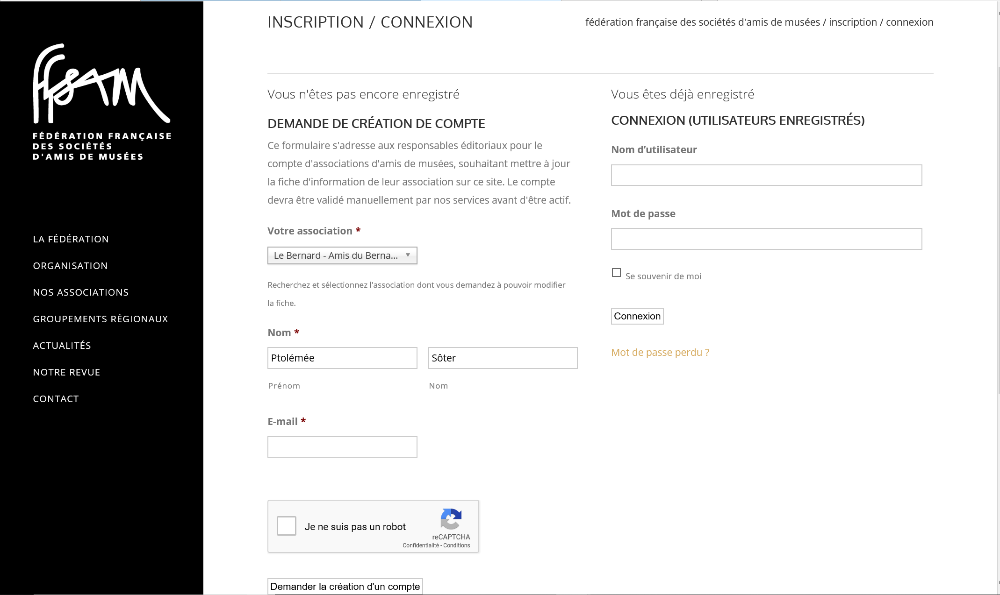 FFSAM
FÉDÉRATION FRANÇAISE
DES SOCIÉTÉS
D'AMIS DE MUSÉES
LA FÉDÉRATION
ORGANISATION
NOS ASSOCIATIONS
GROUPEMENTS RÉGIONAUX
ACTUALITÉS
NOTRE REVUE
CONTACT
INSCRIPTION / CONNEXION
fédération française des sociétés d'amis de musées / inscription / connexion
Vous n'êtes pas encore enregistré
DEMANDE DE CRÉATION DE COMPTE
Ce formulaire s'adresse aux responsables éditoriaux pour le
compte d'associations d'amis de musées, souhaitant mettre à jour
la fiche d'information de leur association sur ce site. Le compte
devra être validé manuellement par nos services avant d'être actif.
Votre association *
Le Bernard - Amis du Berna...
Recherchez et sélectionnez l'association dont vous demandez à pouvoir modifier
la fiche.
Nom *
Ptolémée
Sôter
Prénom
Nom
E-mail *
Je ne suis pas un robot
reCAPTCHA
Confidentialité - Conditions
Demander la création d'un compte
Vous êtes déjà enregistré
CONNEXION (UTILISATEURS ENREGISTRÉS)
Nom d’utilisateur
Mot de passe
Se souvenir de moi
Connexion
Mot de passe perdu ?